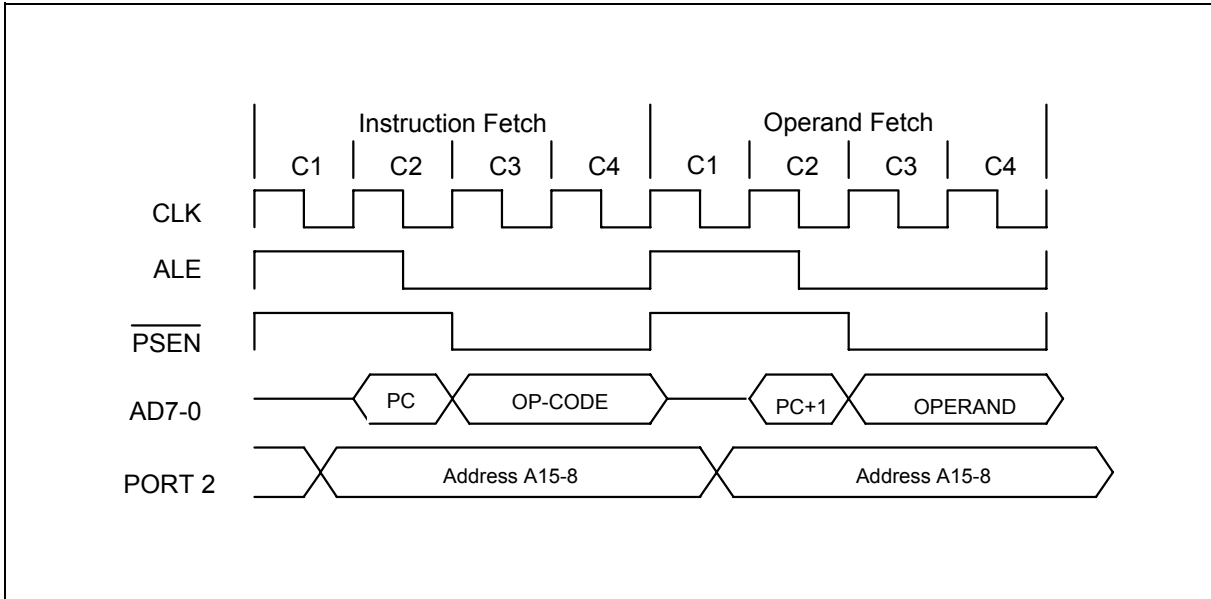 Instruction Fetch Operand Fetch
C1 C2 C3 C4 C1 C2 C3 C4
CLK
ALE
PSEN
AD7-0 PC OP-CODE PC+1 OPERAND
PORT 2 Address A15-8 Address A15-8